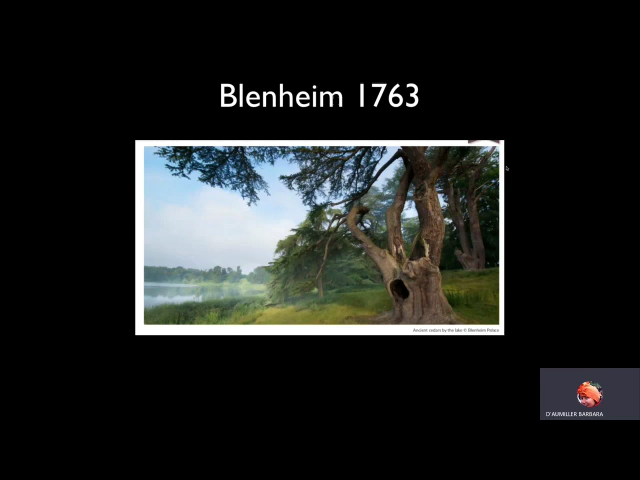 Blenheim 1763
Ancient cedars by the lake © Blenheim Palace
D'AUMILLER BARBARA